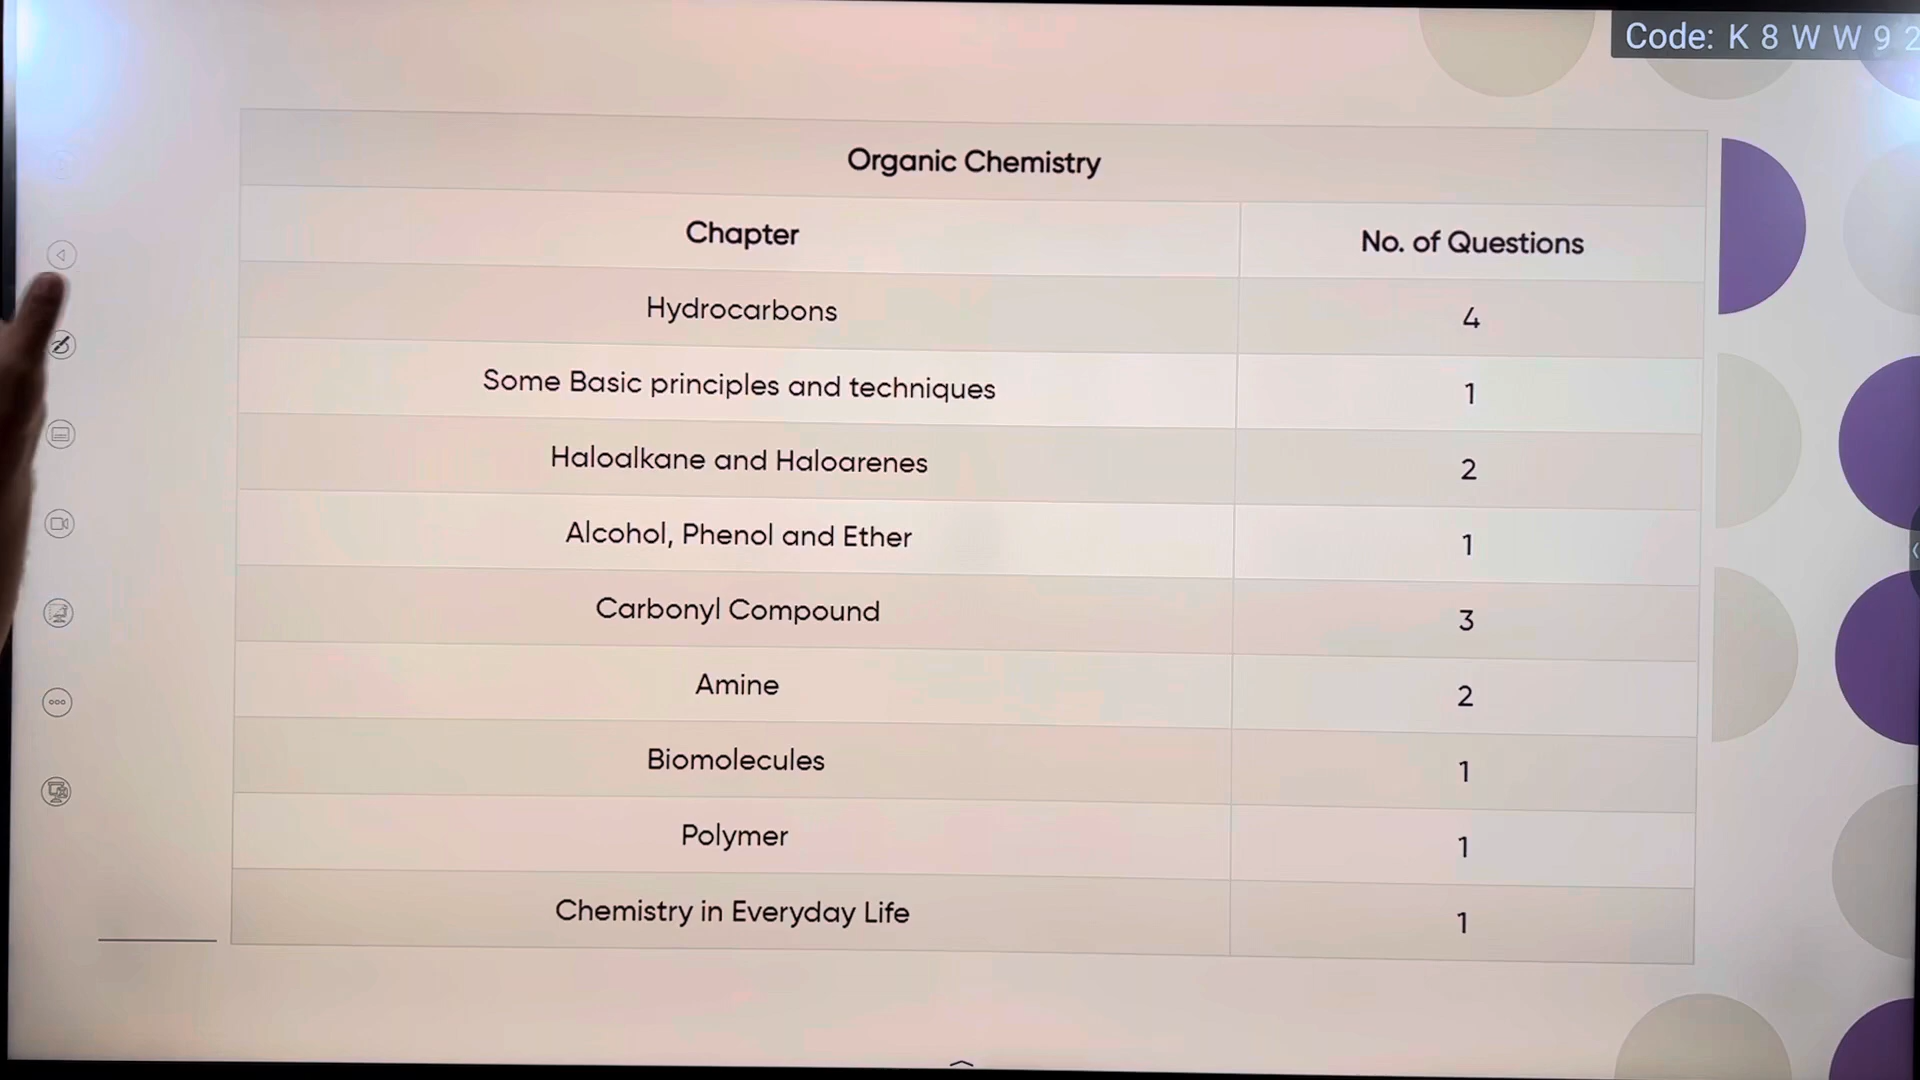 Code: K 8 W W 9 2
Organic Chemistry
Chapter No. of Questions
Hydrocarbons 4
Some Basic principles and techniques 1
Haloalkane and Haloarenes 2
Alcohol, Phenol and Ether 1
Carbonyl Compound 3
Amine 2
Biomolecules 1
Polymer 1
Chemistry in Everyday Life 1